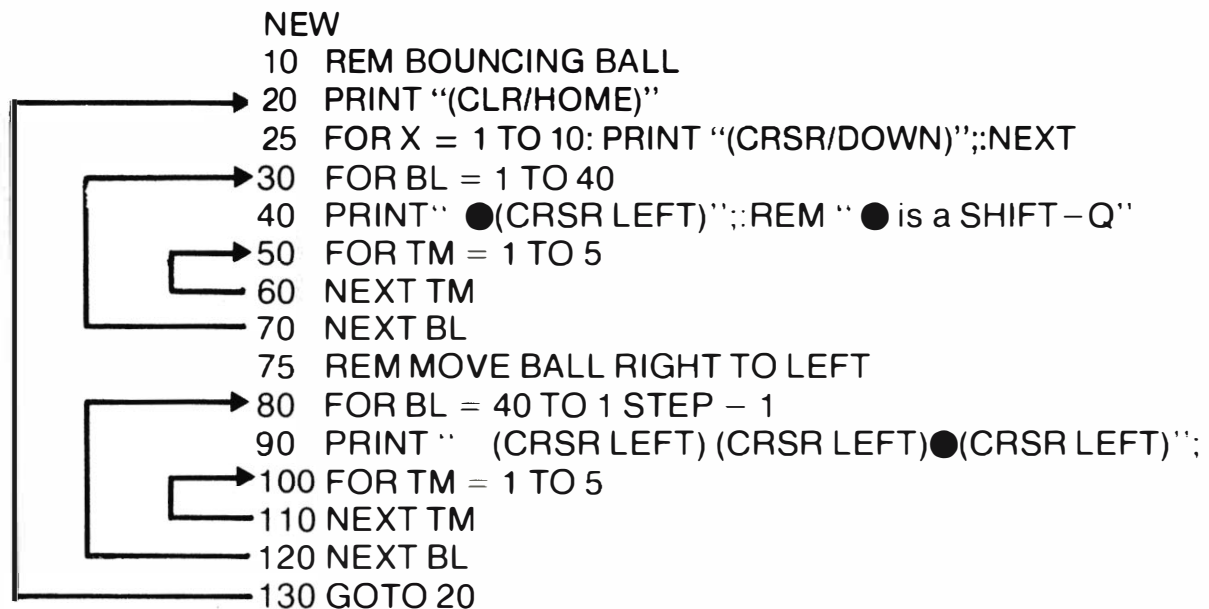 NEW
10 REM BOUNCING BALL
20 PRINT “(CLR/HOME)”
25 FOR X = 1 TO 10: PRINT “(CRSR/DOWN)”;:NEXT
30 FOR BL = 1 TO 40
40 PRINT“ ●(CRSR LEFT)”;:REM “ ● is a SHIFT–Q”
50 FOR TM = 1 TO 5
60 NEXT TM
70 NEXT BL
75 REM MOVE BALL RIGHT TO LEFT
80 FOR BL = 40 TO 1 STEP – 1
90 PRINT “ (CRSR LEFT) (CRSR LEFT)●(CRSR LEFT)”;
100 FOR TM = 1 TO 5
110 NEXT TM
120 NEXT BL
130 GOTO 20